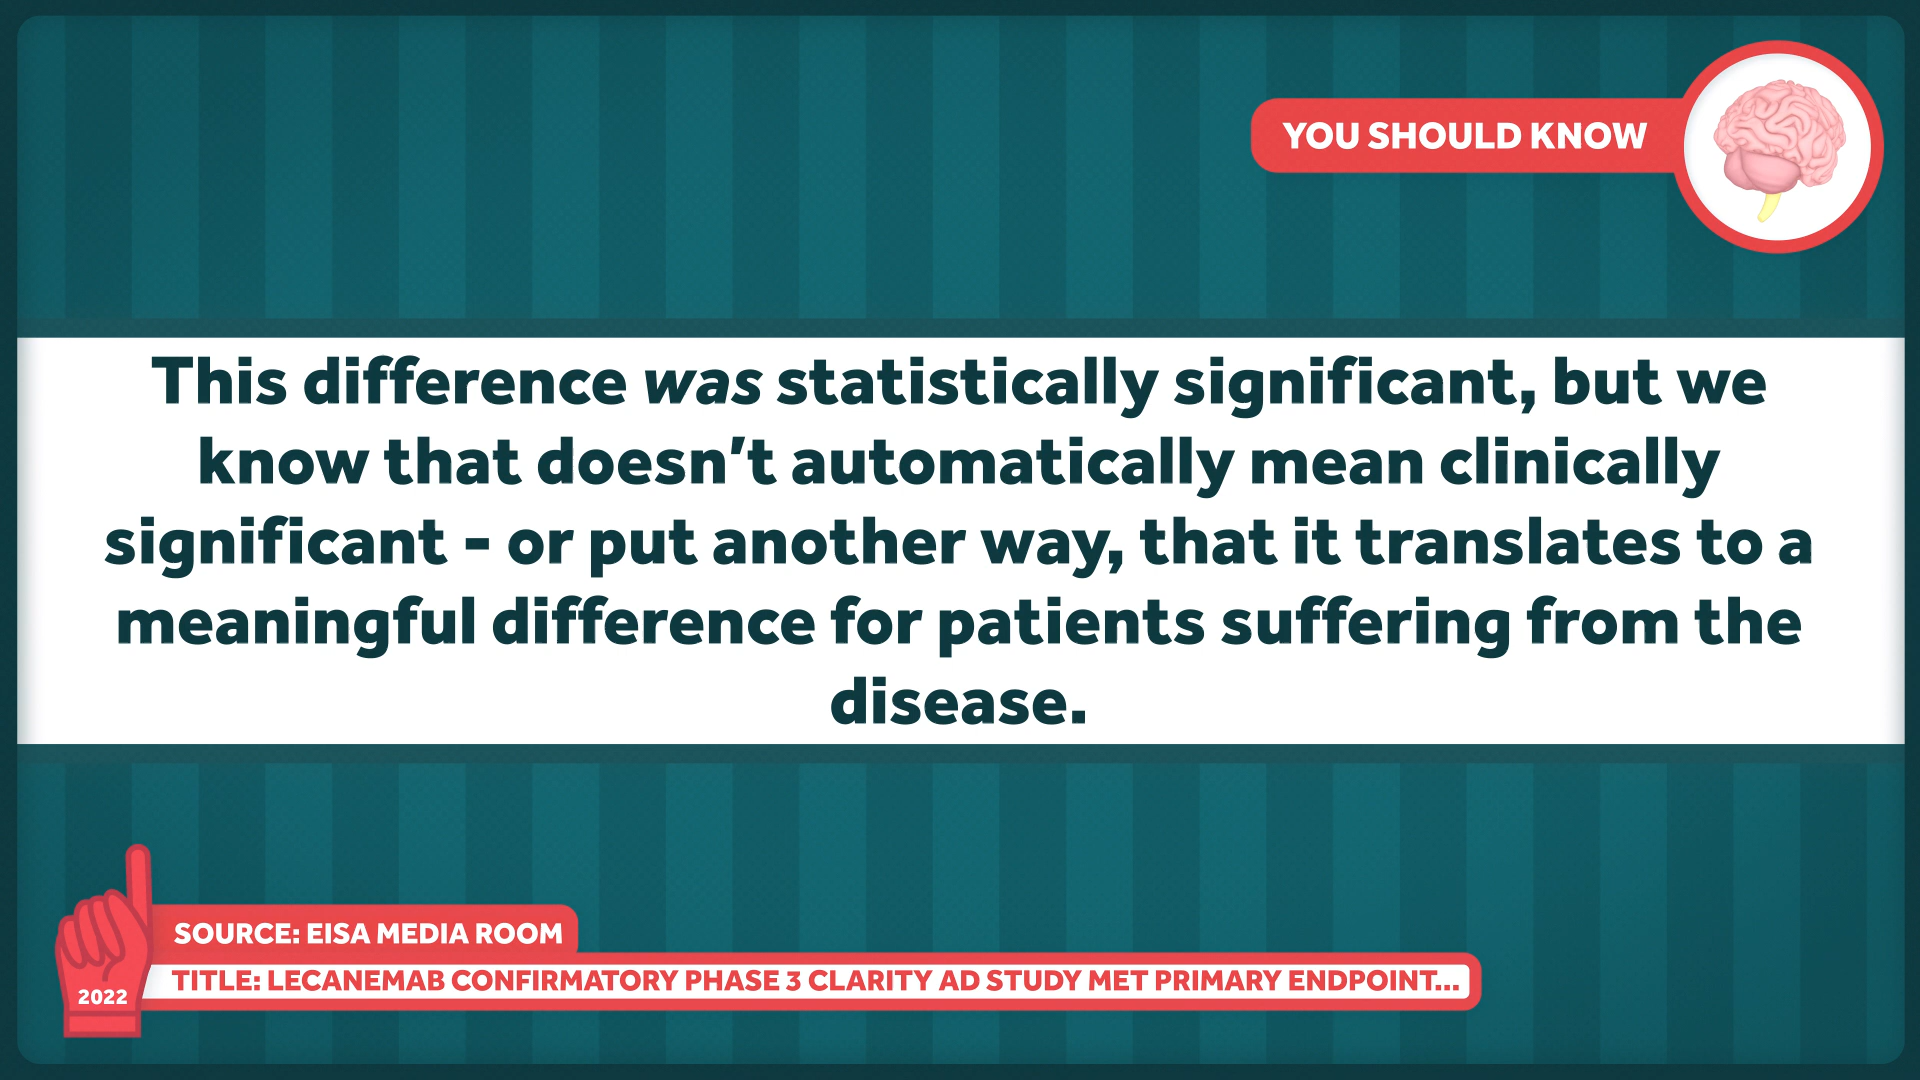 YOU SHOULD KNOW
This difference was statistically significant, but we
know that doesn't automatically mean clinically
significant - or put another way, that it translates to a
meaningful difference for patients suffering from the
disease.
SOURCE: EISA MEDIA ROOM
TITLE: LECANEMAB CONFIRMATORY PHASE 3 CLARITY AD STUDY MET PRIMARY ENDPOINT...
2022